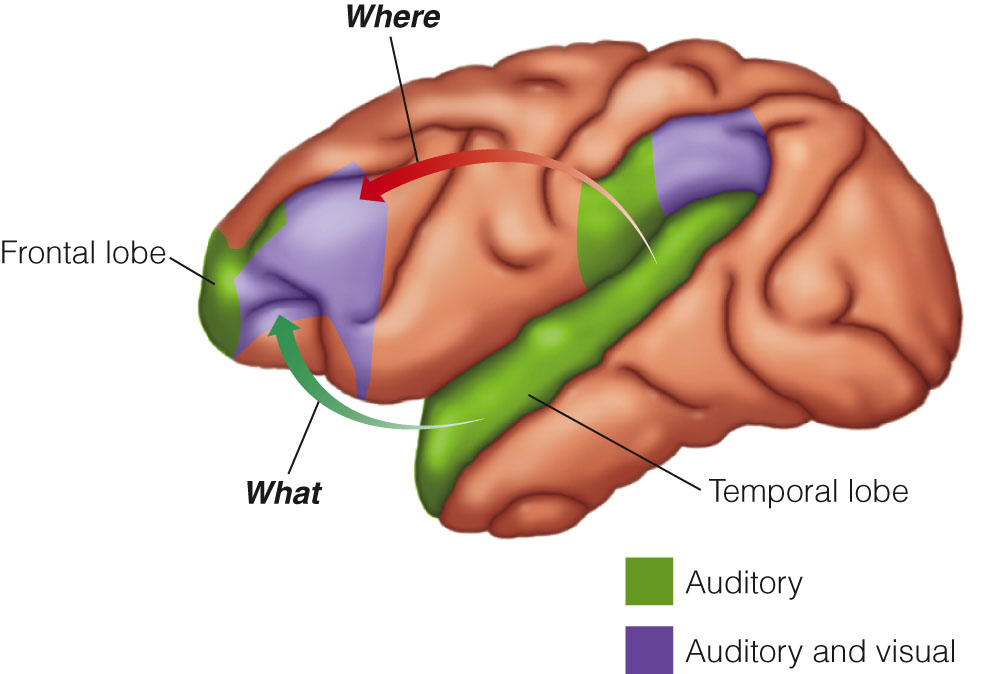 Where
Frontal lobe
What
Temporal lobe
Auditory
Auditory and visual